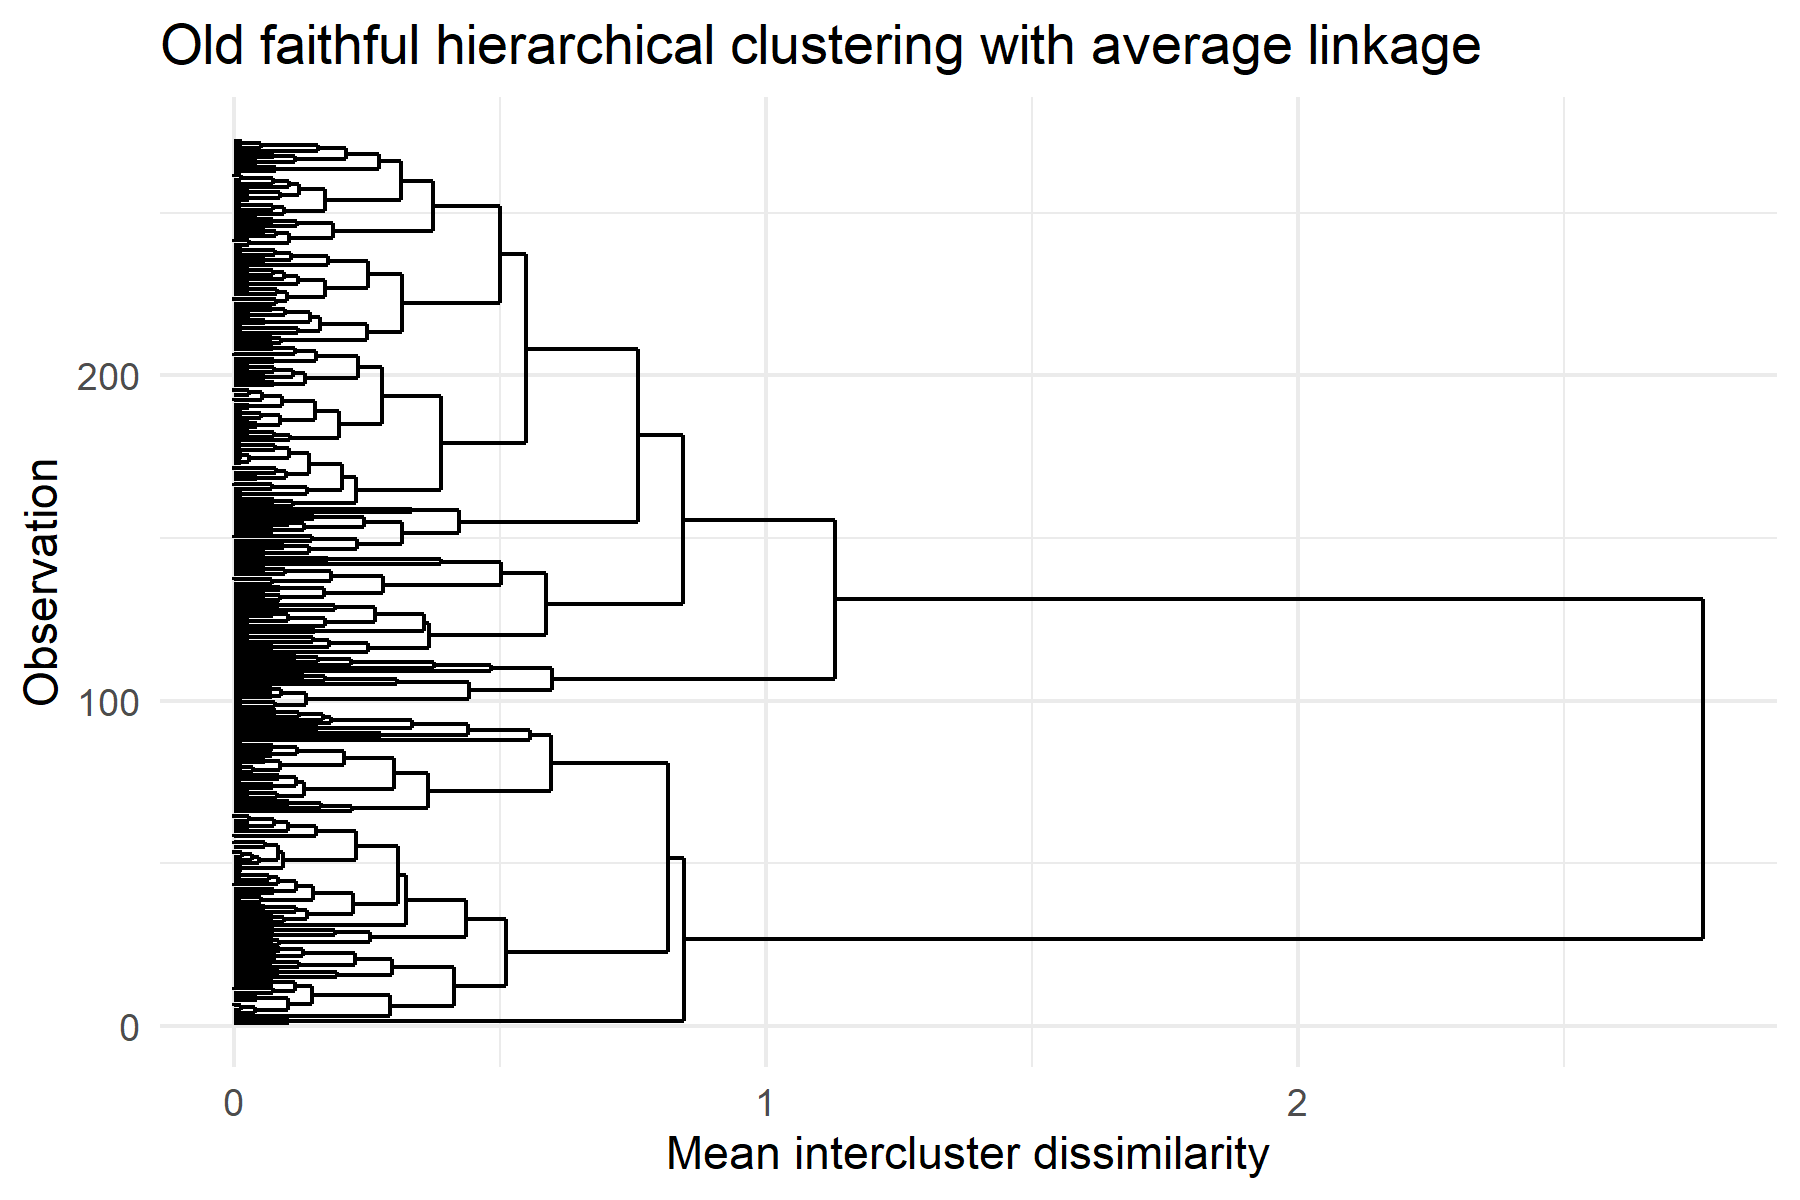 Old faithful hierarchical clustering with average linkage
Observation
200
100
0
0 1 2
Mean intercluster dissimilarity